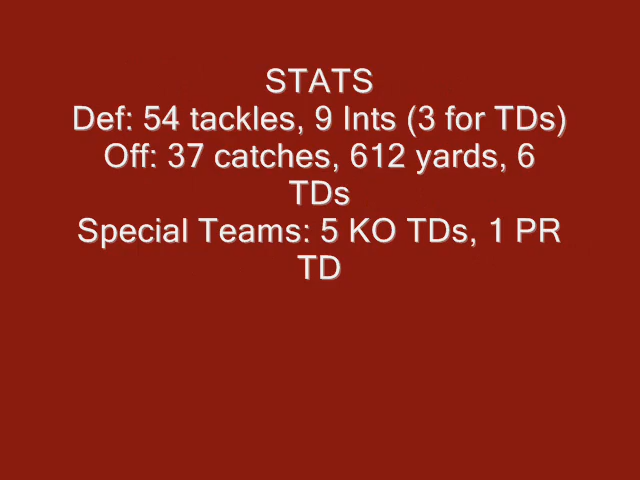 STATS
Def: 54 tackles, 9 Ints (3 for TDs)
Off: 37 catches, 612 yards, 6
TDs
Special Teams: 5 KO TDs, 1 PR
TD